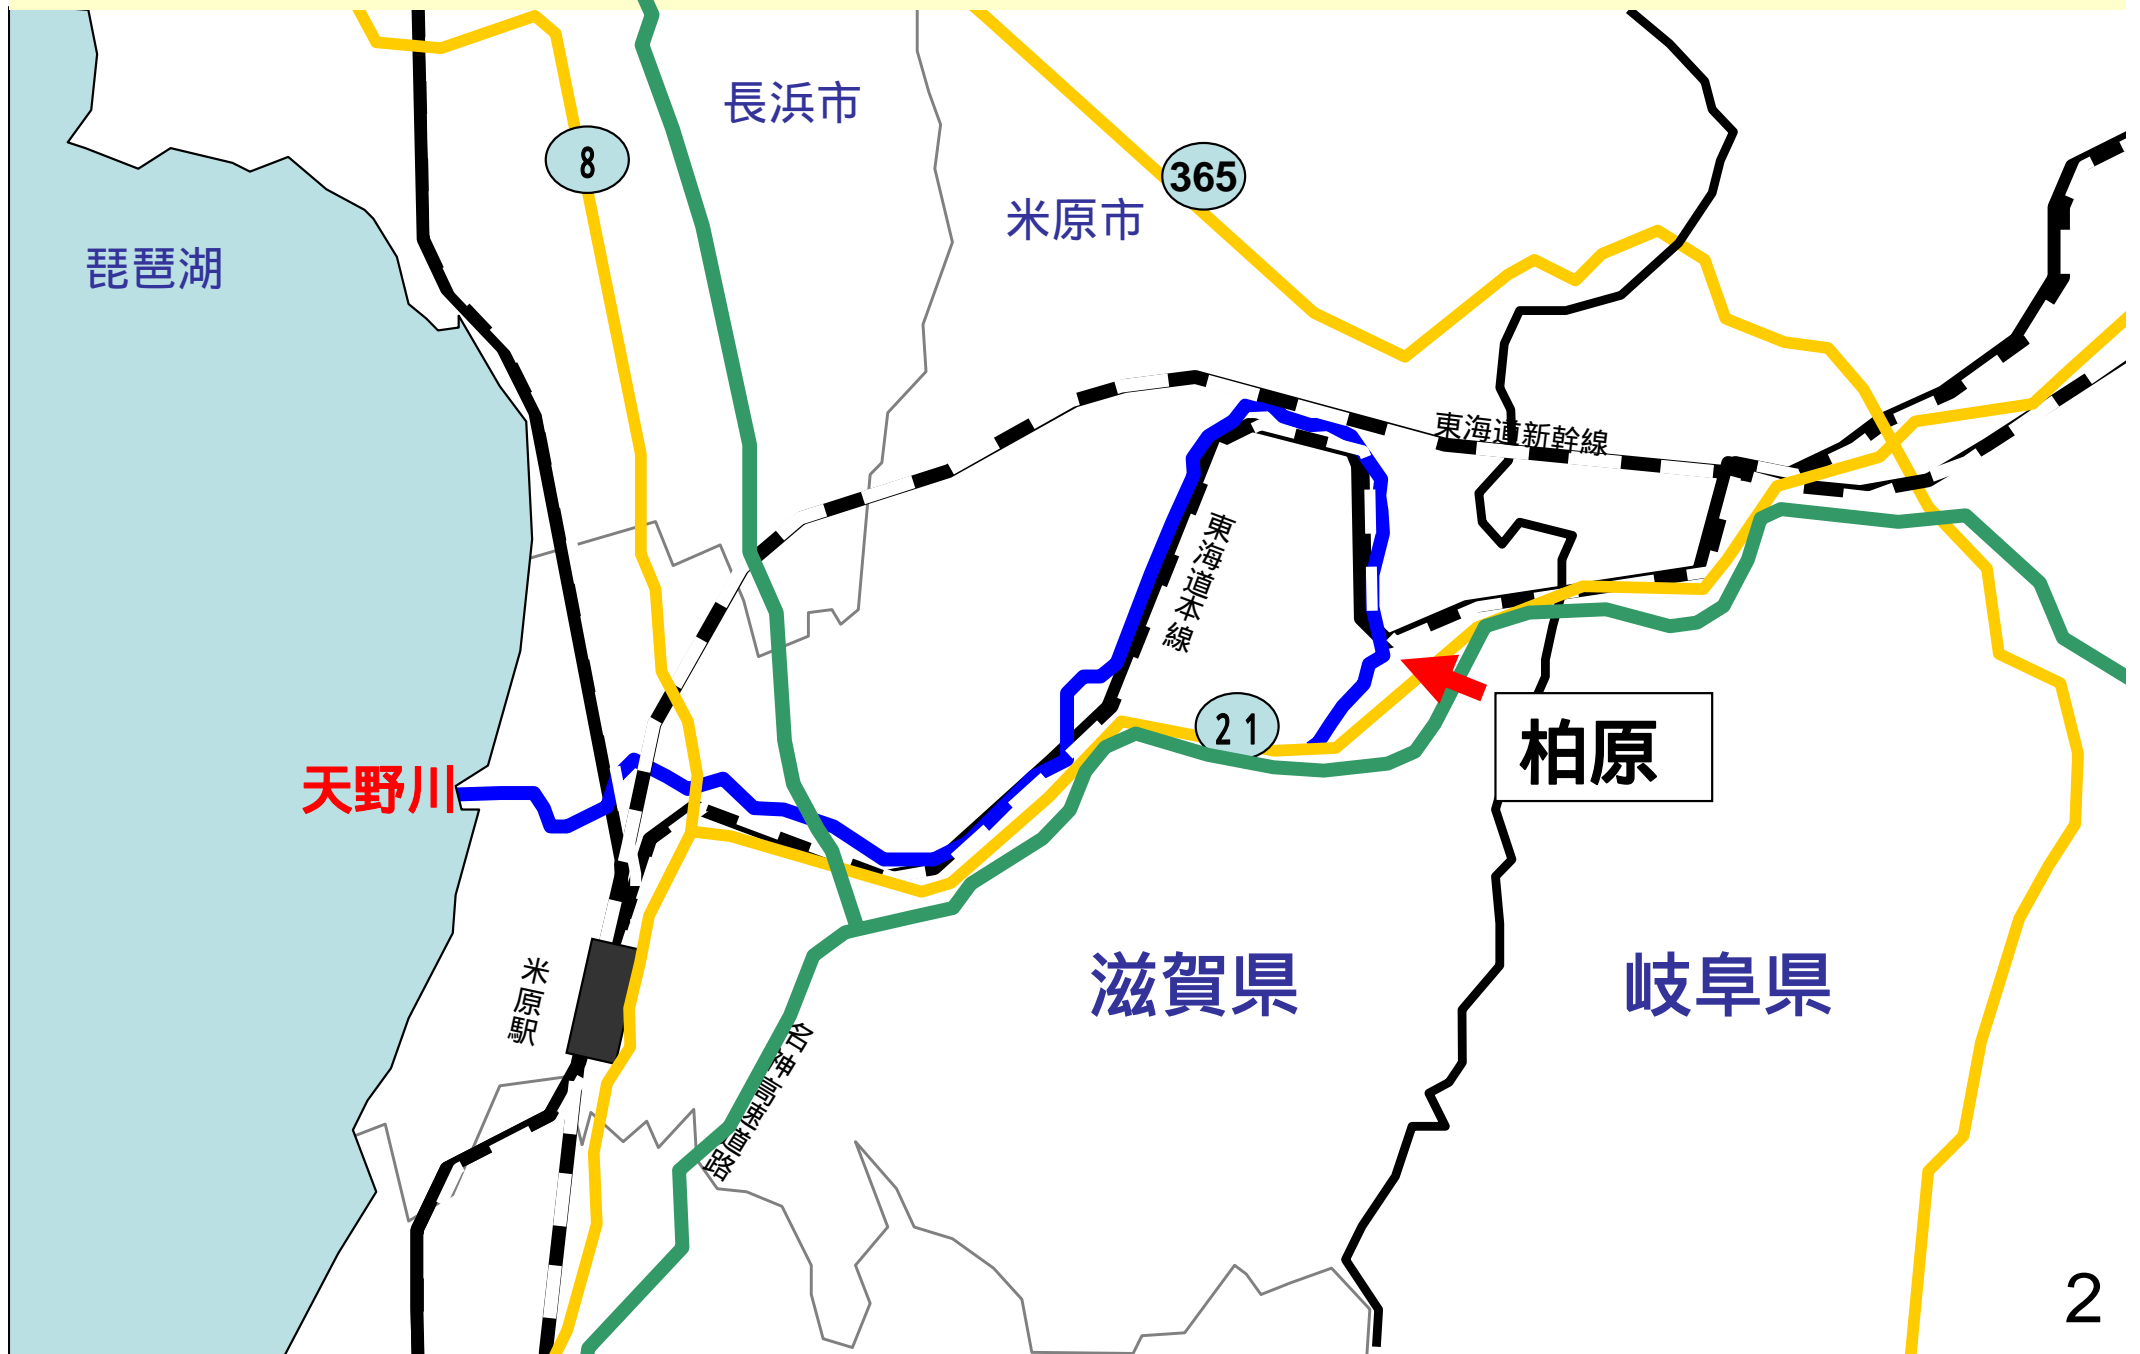 長浜市
8
365
米原市
琵琶湖
東海道新幹線
東海道本線
21
柏原
天野川
滋賀県
岐阜県
米原駅
名神高速道路
2